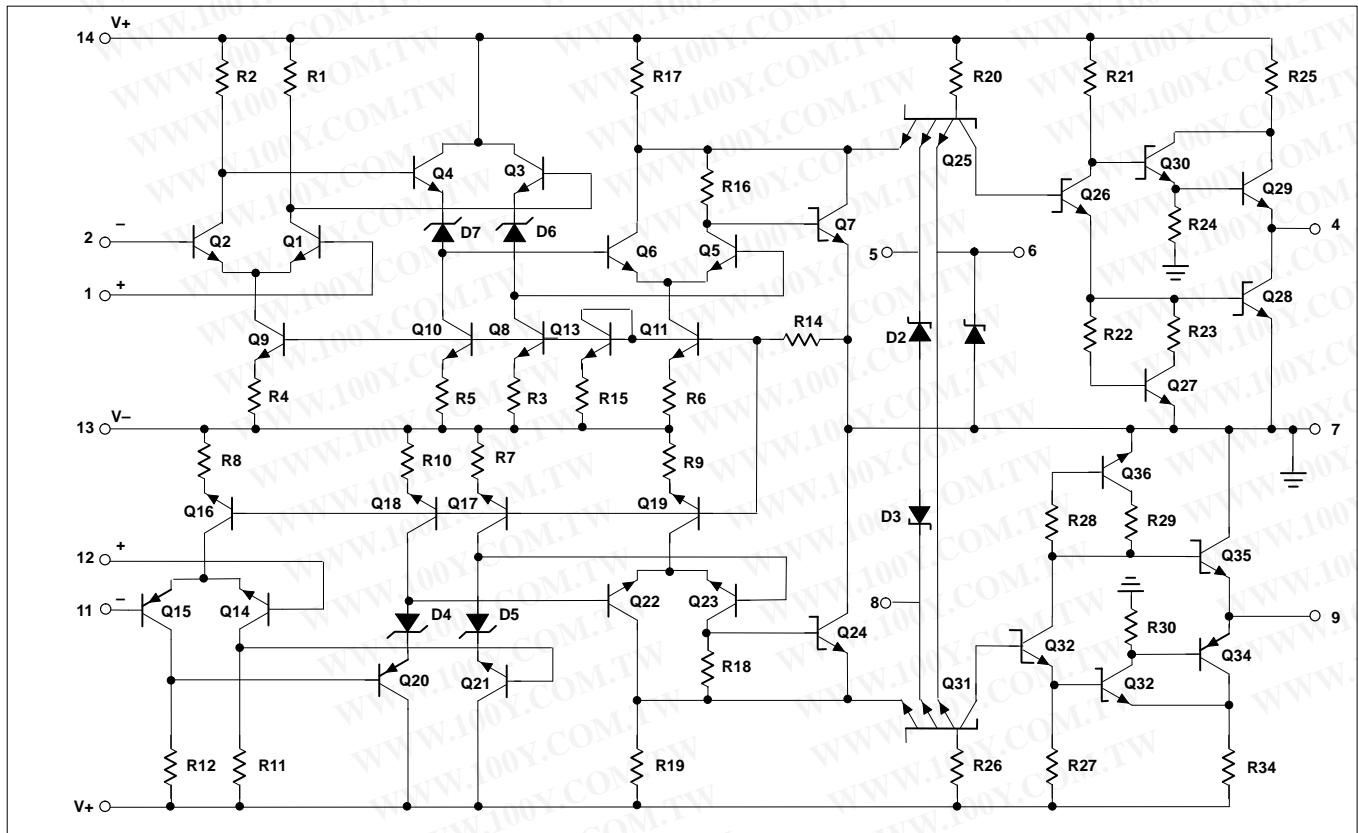 V+
14
R2
R1
R17
R20
R21
R25
Q4
Q3
Q25
Q30
R16
Q26
Q29
−
2
Q2
Q1
D7
D6
Q6
Q5
Q7
R24
4
5
6
1
+
Q28
Q9
Q10
Q8
Q13
Q11
R14
D2
R22
R23
Q27
R4
R5
R3
R15
R6
V−
13
7
R8
R10
R7
R9
Q36
Q16
Q18
Q17
Q19
D3
R28
R29
Q35
12
+
11
−
Q15
Q14
D4
D5
Q22
Q23
Q24
8
R30
9
Q20
Q21
R18
Q31
Q32
Q32
Q34
R12
R11
R19
R26
R27
R34
V+
WWW.100Y.COM.TW